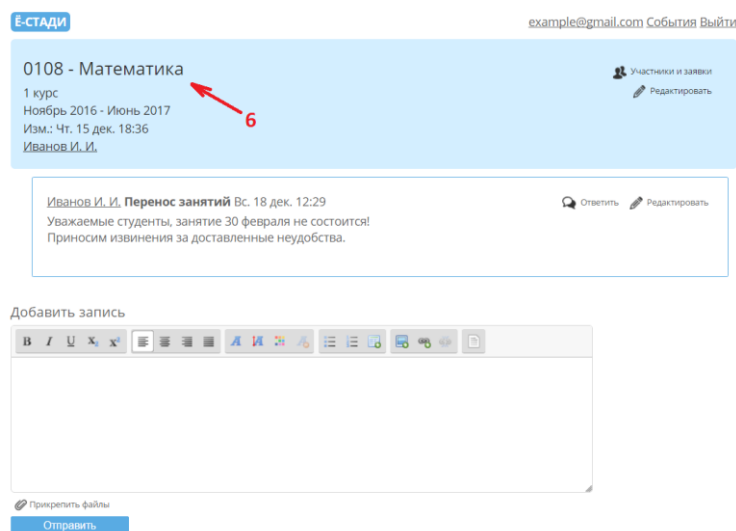 Ё-СТАДИ
example@gmail.com События Выйти
0108 - Математика
Участники и заявки
1 курс
Редактировать
Ноябрь 2016 - Июнь 2017
6
Изм.: Чт. 15 дек. 18:36
Иванов И. И.
Иванов И. И. Перенос занятий Вс. 18 дек. 12:29
Ответить Редактировать
Уважаемые студенты, занятие 30 февраля не состоится!
Приносим извинения за доставленные неудобства.
Добавить запись
B I U X₂ X²
Прикрепить файлы
Отправить